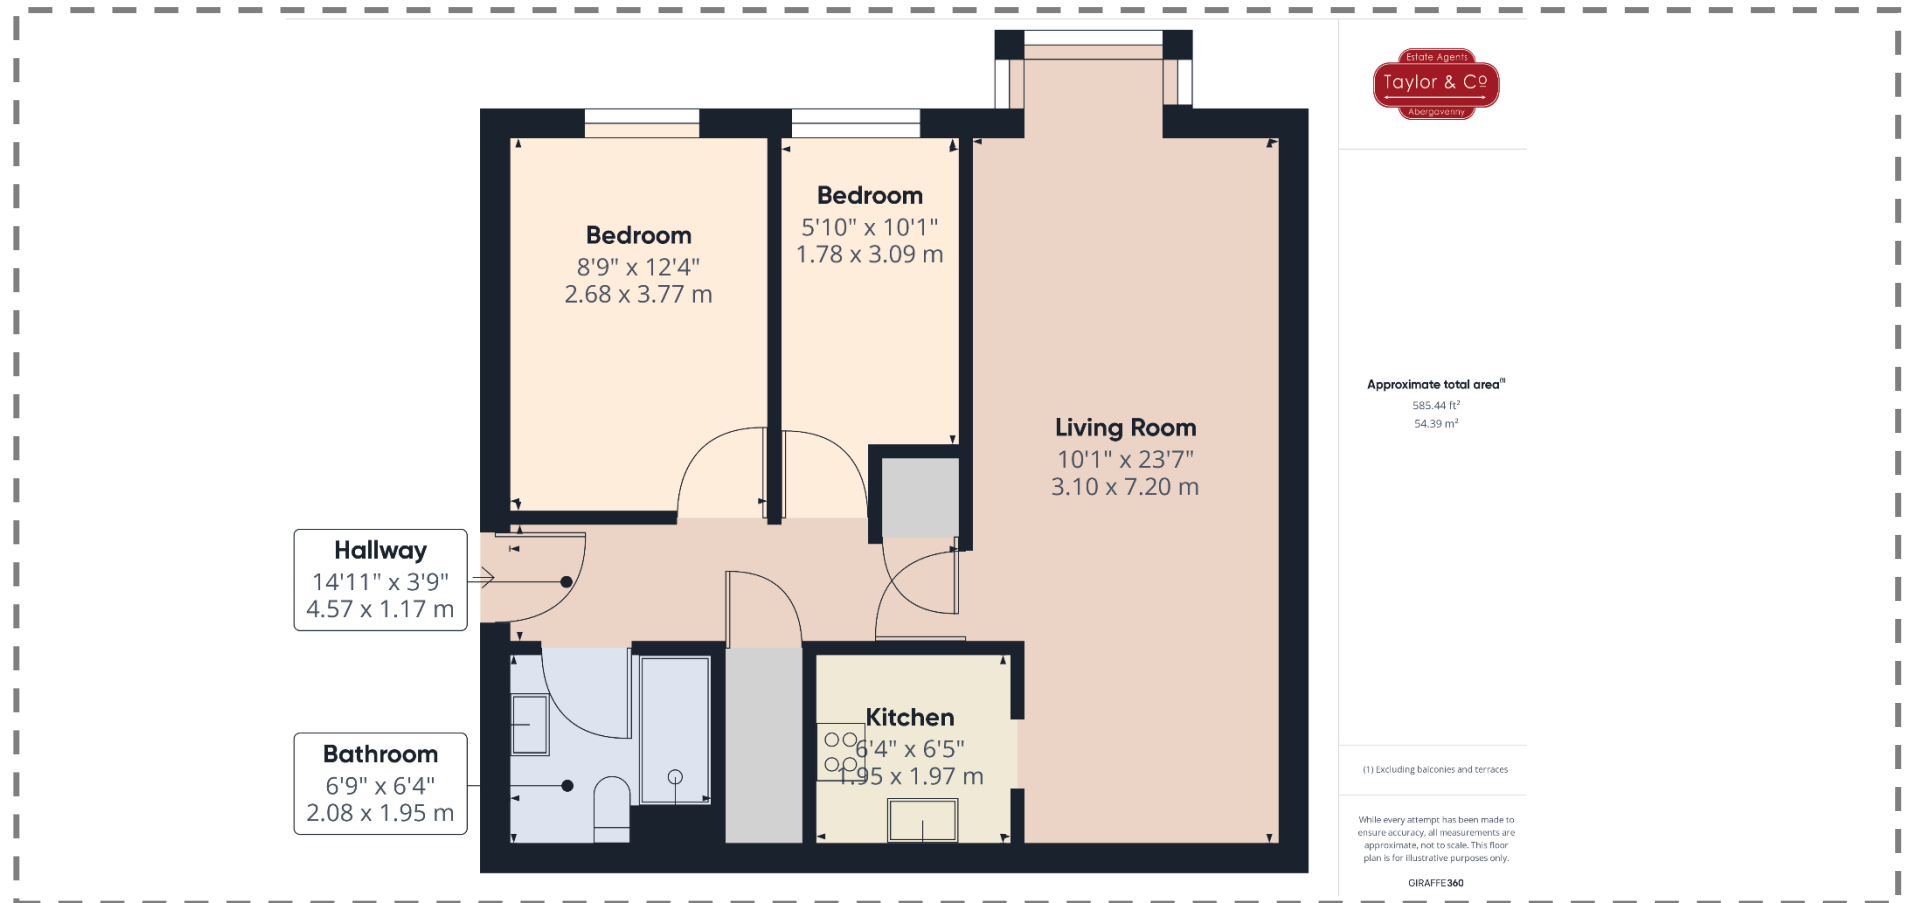 Estate Agents
Taylor & Co
Abergavenny
Bedroom
8'9" x 12'4"
2.68 x 3.77 m
Bedroom
5'10" x 10'1"
1.78 x 3.09 m
Living Room
10'1" x 23'7"
3.10 x 7.20 m
Hallway
14'11" x 3'9"
4.57 x 1.17 m
Bathroom
6'9" x 6'4"
2.08 x 1.95 m
Kitchen
6'4" x 6'5"
1.95 x 1.97 m
Approximate total area(1)
585.44 ft²
54.39 m²
(1) Excluding balconies and terraces
While every attempt has been made to
ensure accuracy, all measurements are
approximate, not to scale. This floor
plan is for illustrative purposes only.
GIRAFFE360